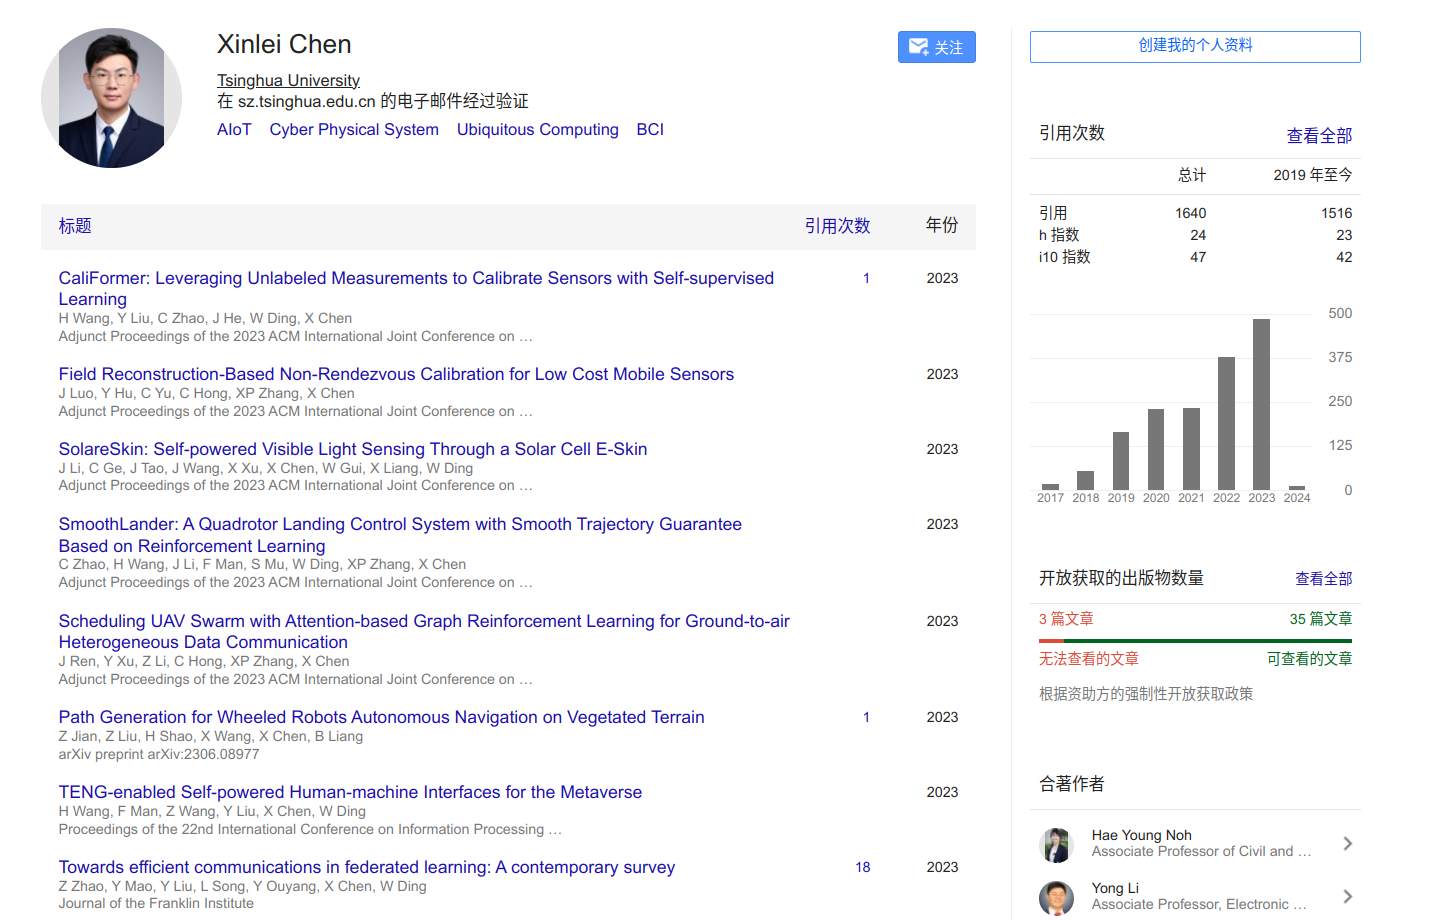 Xinlei Chen
关注
Tsinghua University
在 sz.tsinghua.edu.cn 的电子邮件经过验证
AIoT Cyber Physical System Ubiquitous Computing BCI
标题 引用次数 年份
CaliFormer: Leveraging Unlabeled Measurements to Calibrate Sensors with Self-supervised 1 2023
Learning
H Wang, Y Liu, C Zhao, J He, W Ding, X Chen
Adjunct Proceedings of the 2023 ACM International Joint Conference on …
Field Reconstruction-Based Non-Rendezvous Calibration for Low Cost Mobile Sensors 2023
J Luo, Y Hu, C Yu, C Hong, XP Zhang, X Chen
Adjunct Proceedings of the 2023 ACM International Joint Conference on …
SolareSkin: Self-powered Visible Light Sensing Through a Solar Cell E-Skin 2023
J Li, C Ge, J Tao, J Wang, X Xu, X Chen, W Gui, X Liang, W Ding
Adjunct Proceedings of the 2023 ACM International Joint Conference on …
SmoothLander: A Quadrotor Landing Control System with Smooth Trajectory Guarantee 2023
Based on Reinforcement Learning
C Zhao, H Wang, J Li, F Man, S Mu, W Ding, XP Zhang, X Chen
Adjunct Proceedings of the 2023 ACM International Joint Conference on …
Scheduling UAV Swarm with Attention-based Graph Reinforcement Learning for Ground-to-air 2023
Heterogeneous Data Communication
J Ren, Y Xu, Z Li, C Hong, XP Zhang, X Chen
Adjunct Proceedings of the 2023 ACM International Joint Conference on …
Path Generation for Wheeled Robots Autonomous Navigation on Vegetated Terrain 1 2023
Z Jian, Z Liu, H Shao, X Wang, X Chen, B Liang
arXiv preprint arXiv:2306.08977
TENG-enabled Self-powered Human-machine Interfaces for the Metaverse 2023
H Wang, F Man, Z Wang, Y Liu, X Chen, W Ding
Proceedings of the 22nd International Conference on Information Processing …
Towards efficient communications in federated learning: A contemporary survey 18 2023
Z Zhao, Y Mao, Y Liu, L Song, Y Ouyang, X Chen, W Ding
Journal of the Franklin Institute
创建我的个人资料
引用次数 查看全部
总计 2019 年至今
引用 1640 1516
h 指数 24 23
i10 指数 47 42
500
375
250
125
0
2017 2018 2019 2020 2021 2022 2023 2024
开放获取的出版物数量 查看全部
3 篇文章 35 篇文章
无法查看的文章 可查看的文章
根据资助方的强制性开放获取政策
合著作者
Hae Young Noh
Associate Professor of Civil and …
Yong Li
Associate Professor, Electronic …